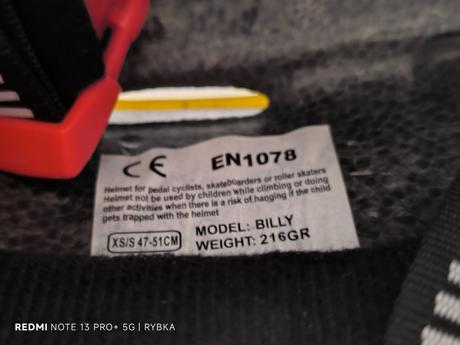 CE EN1078
Helmet for pedal cyclists, skateboarders or roller skaters
Helmet not be used by children while climbing or doing
other activities when there is a risk of hanging if the child
gets trapped with the helmet
XS/S 47-51CM
MODEL: BILLY
WEIGHT: 216GR
REDMI NOTE 13 PRO+ 5G | RYBKA